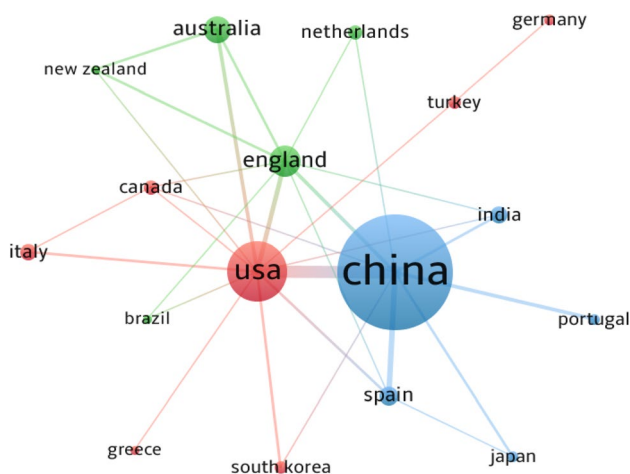 germany
australia
netherlands
new zealand
turkey
england
canada
india
italy
usa
china
brazil
portugal
spain
greece
south korea
japan